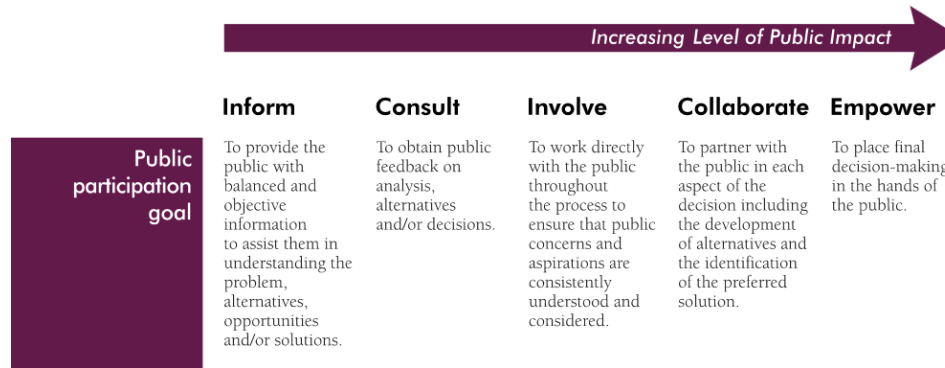 Increasing Level of Public Impact
Inform
Consult
Involve
Collaborate
Empower
Public
participation
goal
To provide the
public with
balanced and
objective
information
to assist them in
understanding the
problem,
alternatives,
opportunities
and/or solutions.
To obtain public
feedback on
analysis,
alternatives
and/or decisions.
To work directly
with the public
throughout
the process to
ensure that public
concerns and
aspirations are
consistently
understood and
considered.
To partner with
the public in each
aspect of the
decision including
the development
of alternatives and
the identification
of the preferred
solution.
To place final
decision-making
in the hands of
the public.